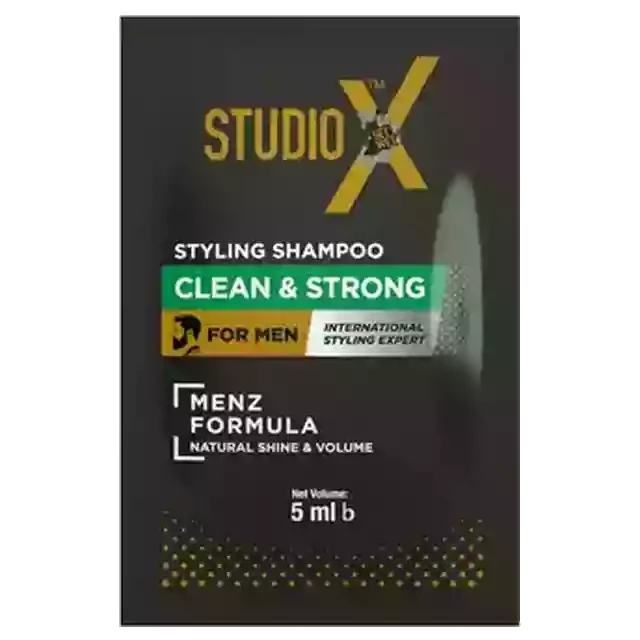 STUDIO X™
STYLING SHAMPOO
CLEAN & STRONG
FOR MEN
INTERNATIONAL
STYLING EXPERT
MENZ
FORMULA
NATURAL SHINE & VOLUME
Net Volume:
5 ml b